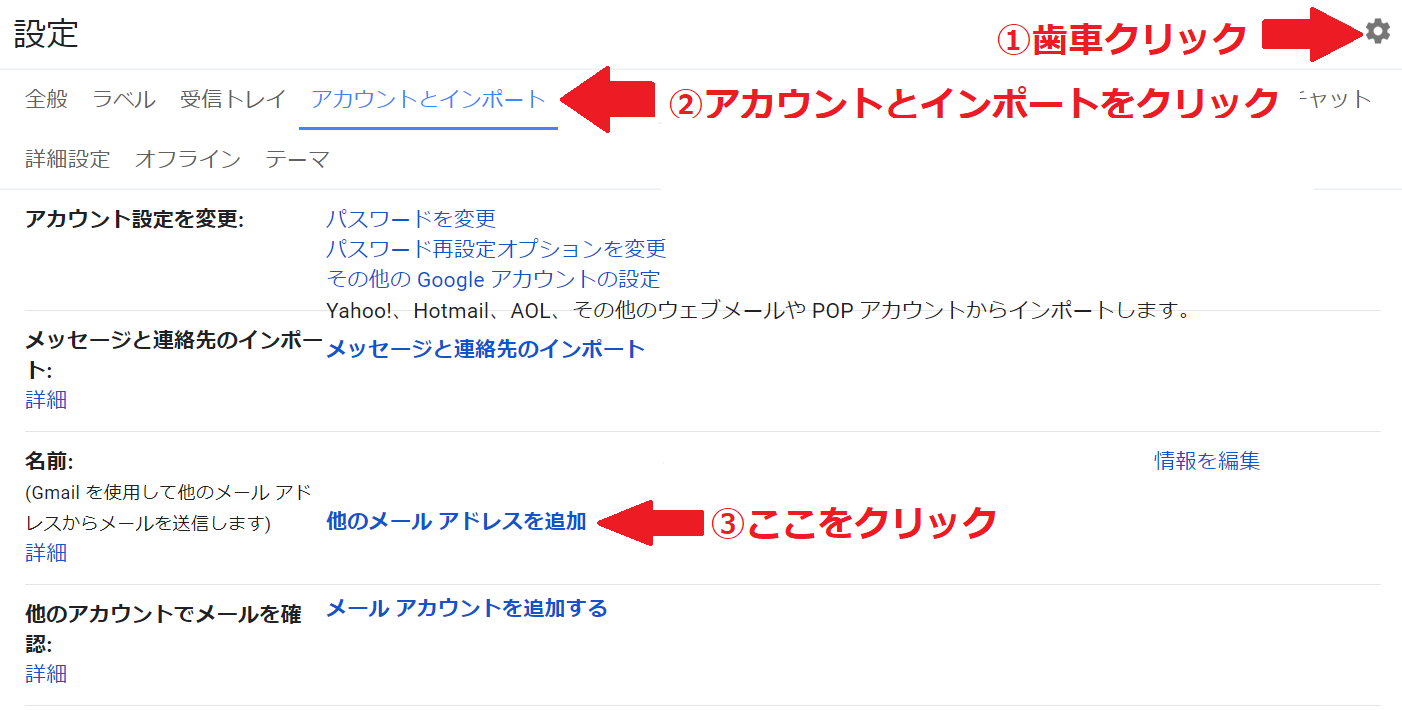 設定
①歯車クリック
全般 ラベル 受信トレイ アカウントとインポート
②アカウントとインポートをクリック
チャット
詳細設定 オフライン テーマ
アカウント設定を変更:
パスワードを変更
パスワード再設定オプションを変更
その他の Google アカウントの設定
Yahoo!、Hotmail、AOL、その他のウェブメールや POP アカウントからインポートします。
メッセージと連絡先のインポー
ト:
メッセージと連絡先のインポート
詳細
名前:
情報を編集
(Gmail を使用して他のメール アド
レスからメールを送信します)
他のメール アドレスを追加
③ここをクリック
詳細
他のアカウントでメールを確
認:
メール アカウントを追加する
詳細